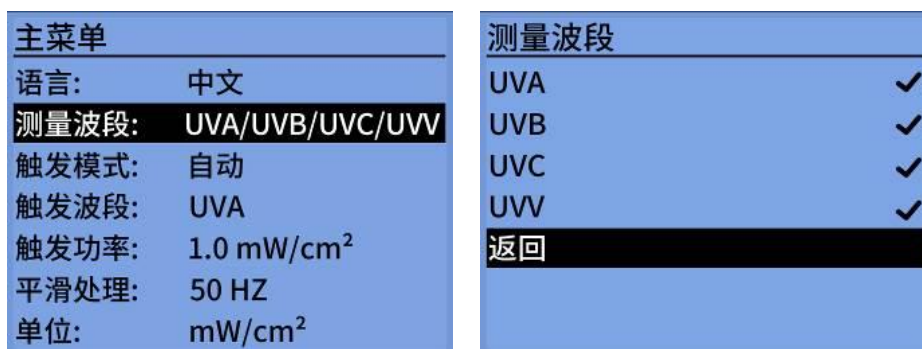 主菜单
语言: 中文
测量波段: UVA/UVB/UVC/UVV
触发模式: 自动
触发波段: UVA
触发功率: 1.0 mW/cm²
平滑处理: 50 HZ
单位: mW/cm²
测量波段
UVA
UVB
UVC
UVV
返回